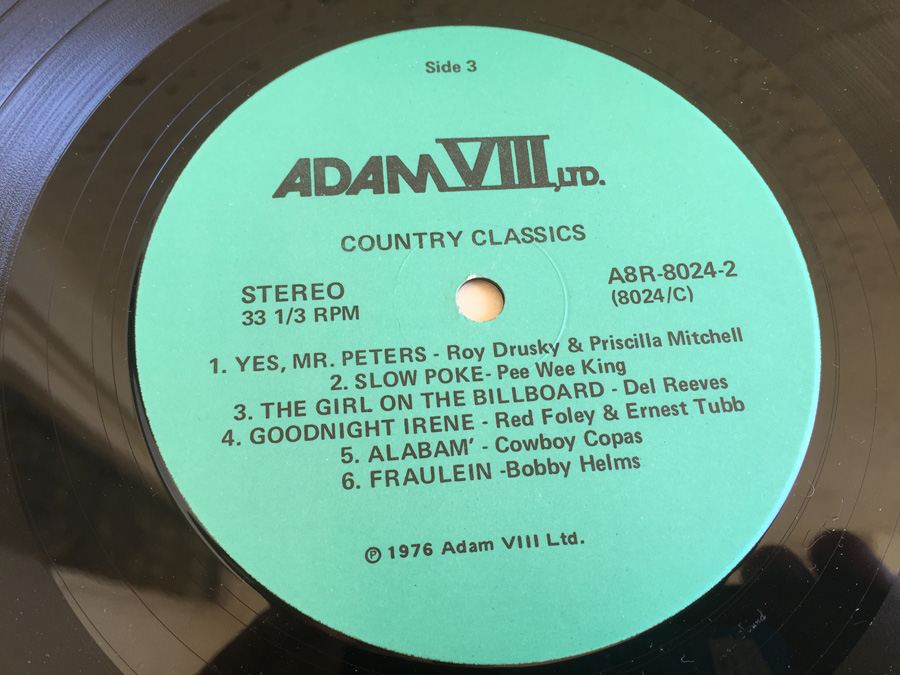 Side 3
ADAM VIII, LTD.
COUNTRY CLASSICS
STEREO
33 1/3 RPM
A8R-8024-2
(8024/C)
1. YES, MR. PETERS - Roy Drusky & Priscilla Mitchell
2. SLOW POKE- Pee Wee King
3. THE GIRL ON THE BILLBOARD - Del Reeves
4. GOODNIGHT IRENE - Red Foley & Ernest Tubb
5. ALABAM' - Cowboy Copas
6. FRAULEIN -Bobby Helms
℗ 1976 Adam VIII Ltd.